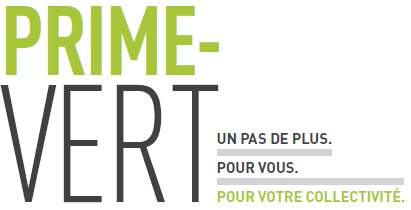 PRIME-
VERT
UN PAS DE PLUS.
POUR VOUS.
POUR VOTRE COLLECTIVITÉ.